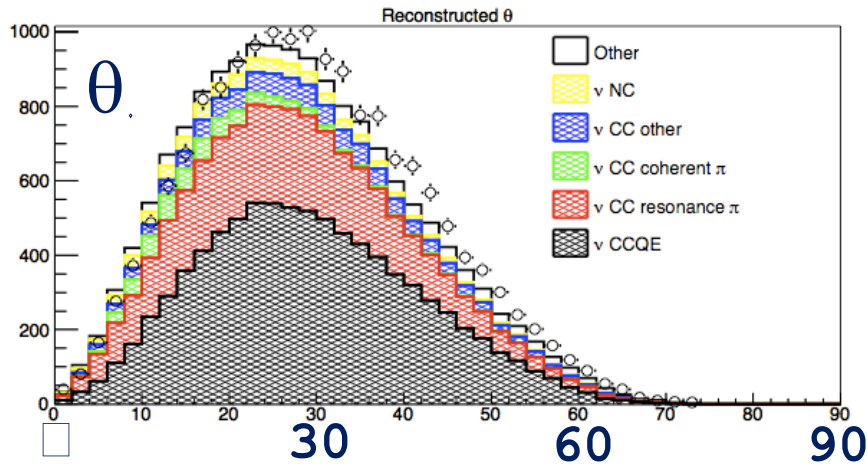 Reconstructed θ
1000
800
600
400
200
0
θ.
Other
ν NC
ν CC other
ν CC coherent π
ν CC resonance π
ν CCQE
0 10 20 30 40 50 60 70 80 90
30 60 90